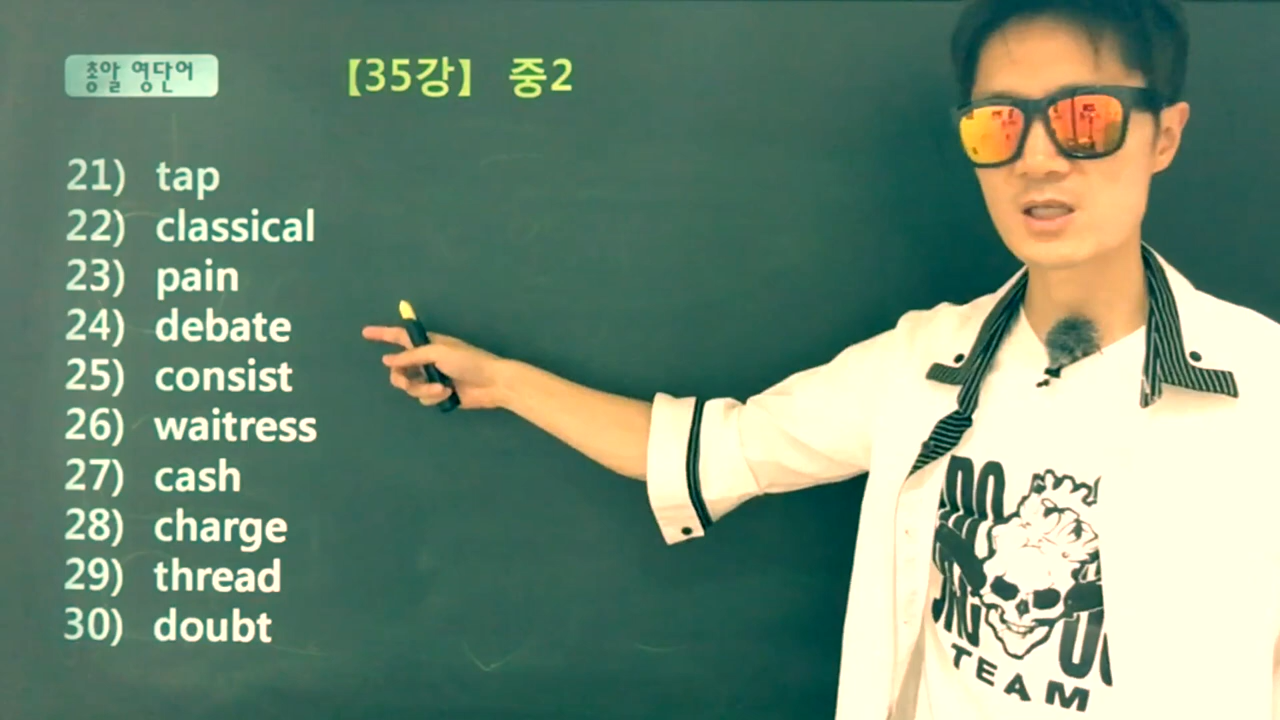 총알 영단어
【35강】 중2
21) tap
22) classical
23) pain
24) debate
25) consist
26) waitress
27) cash
28) charge
29) thread
30) doubt
TEAM